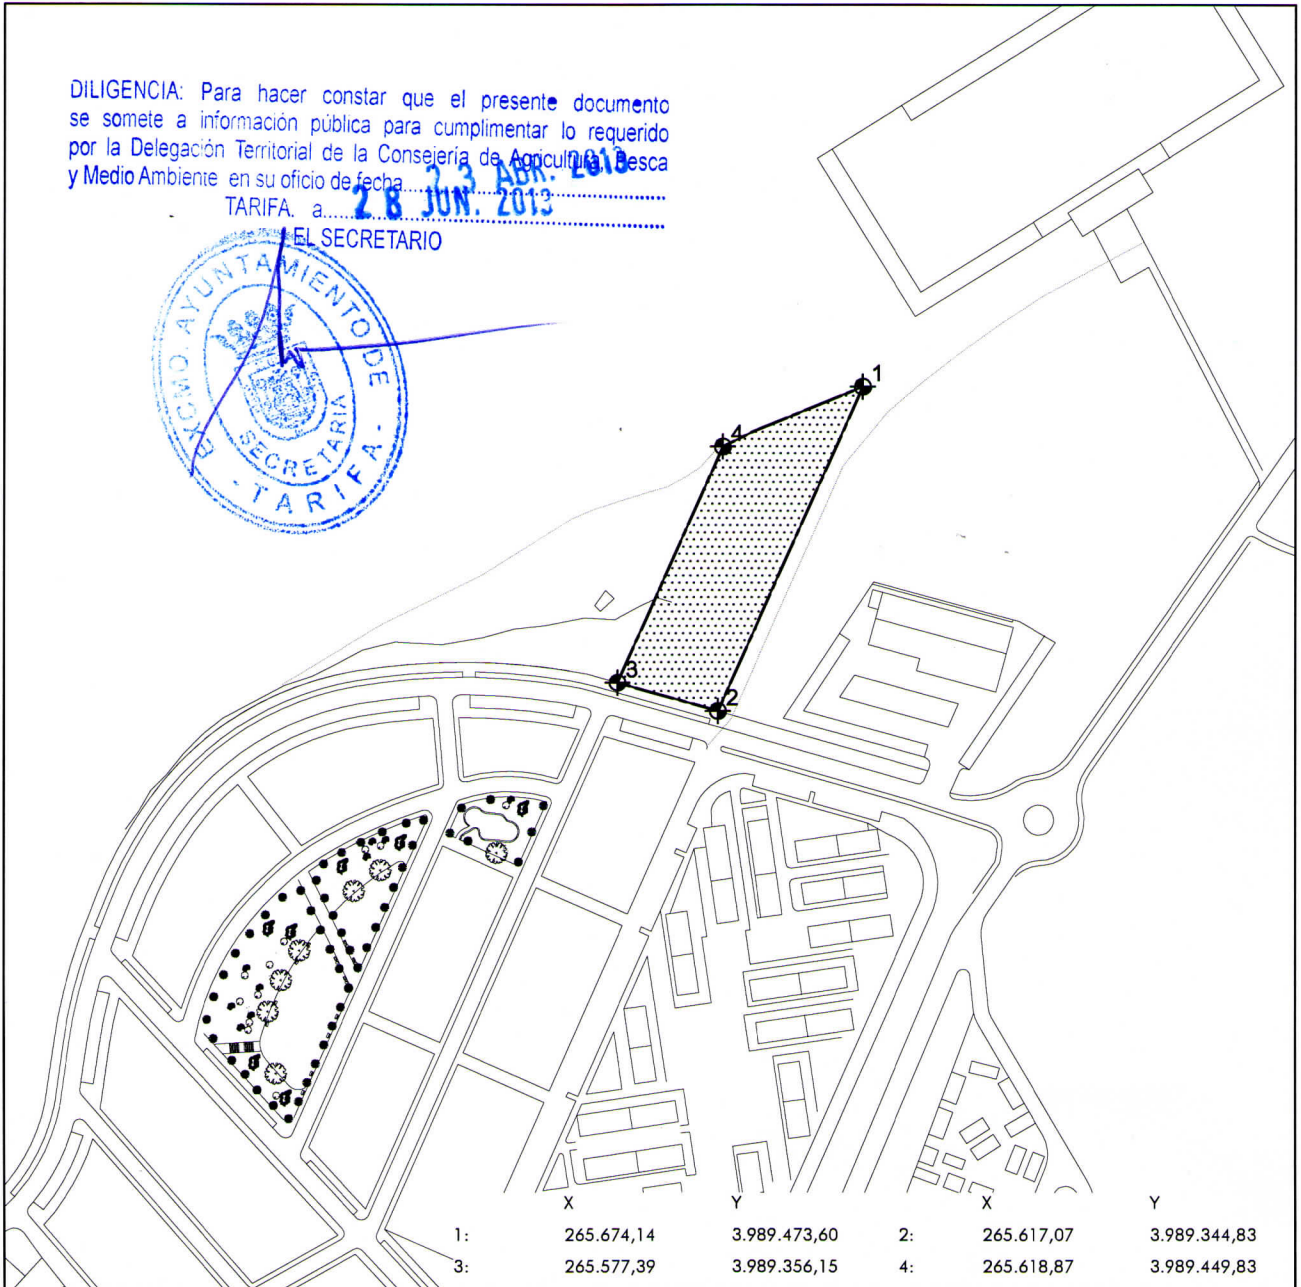 DILIGENCIA: Para hacer constar que el presente documento
se somete a información pública para cumplimentar lo requerido
por la Delegación Territorial de la Consejería de Agricultura, Pesca
y Medio Ambiente en su oficio de fecha 23 ABR. 2013
TARIFA. a 28 JUN. 2013
EL SECRETARIO
EXCMO. AYUNTAMIENTO DE
- TARIFA -
SECRETARIA
1
4
3
2
X Y X Y
1: 265.674,14 3.989.473,60 2: 265.617,07 3.989.344,83
3: 265.577,39 3.989.356,15 4: 265.618,87 3.989.449,83